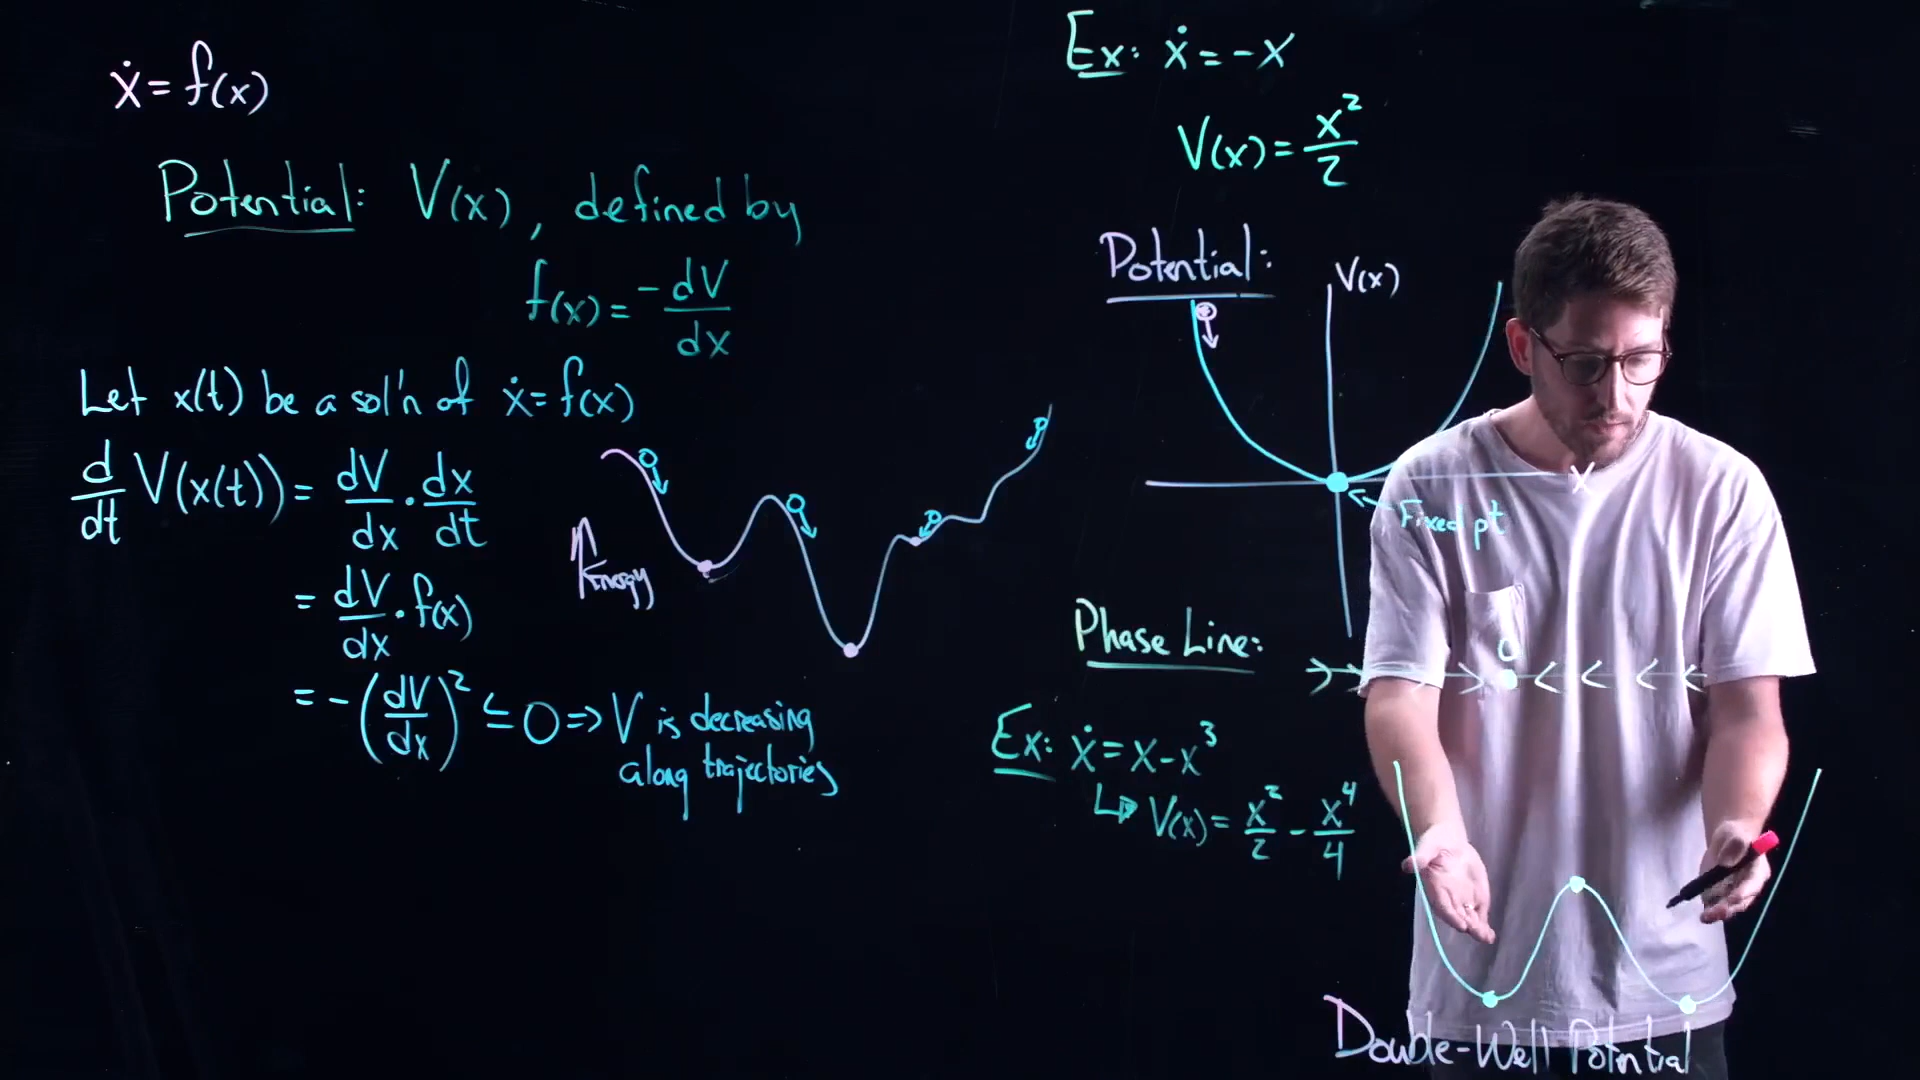 ẋ = f(x)
Potential: V(x), defined by
f(x) = -dV/dx
Let x(t) be a sol'n of ẋ = f(x)
d/dt V(x(t)) = dV/dx · dx/dt
= dV/dx · f(x)
= -(dV/dx)² ≤ 0 => V is decreasing
along trajectories
Energy
Ex: ẋ = -x
V(x) = x²/2
Potential:
V(x)
x
Fixed pt
Phase Line:
0
Ex: ẋ = x - x³
↳ V(x) = x²/2 - x⁴/4
Double-Well Potential